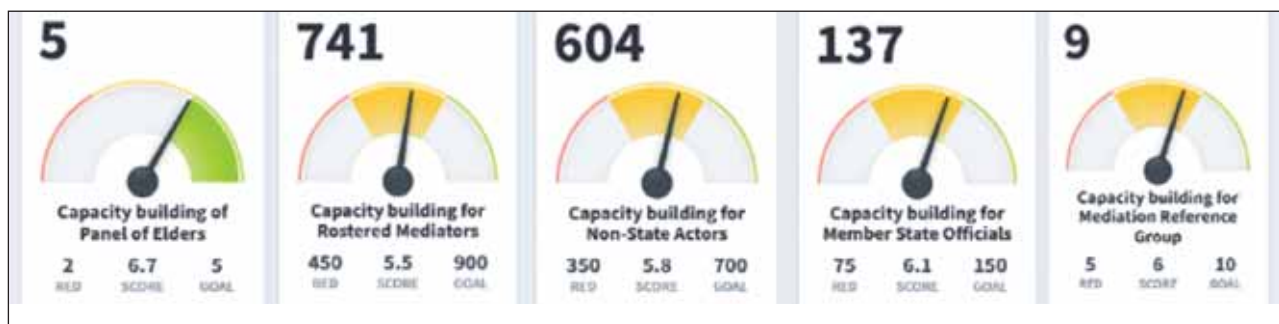 5
Capacity building of
Panel of Elders
2 6.7 5
RED SCORE GOAL
741
Capacity building for
Rostered Mediators
450 5.5 900
RED SCORE GOAL
604
Capacity building for
Non-State Actors
350 5.8 700
RED SCORE GOAL
137
Capacity building for
Member State Officials
75 6.1 150
RED SCORE GOAL
9
Capacity building for
Mediation Reference
Group
5 6 10
RED SCORE GOAL